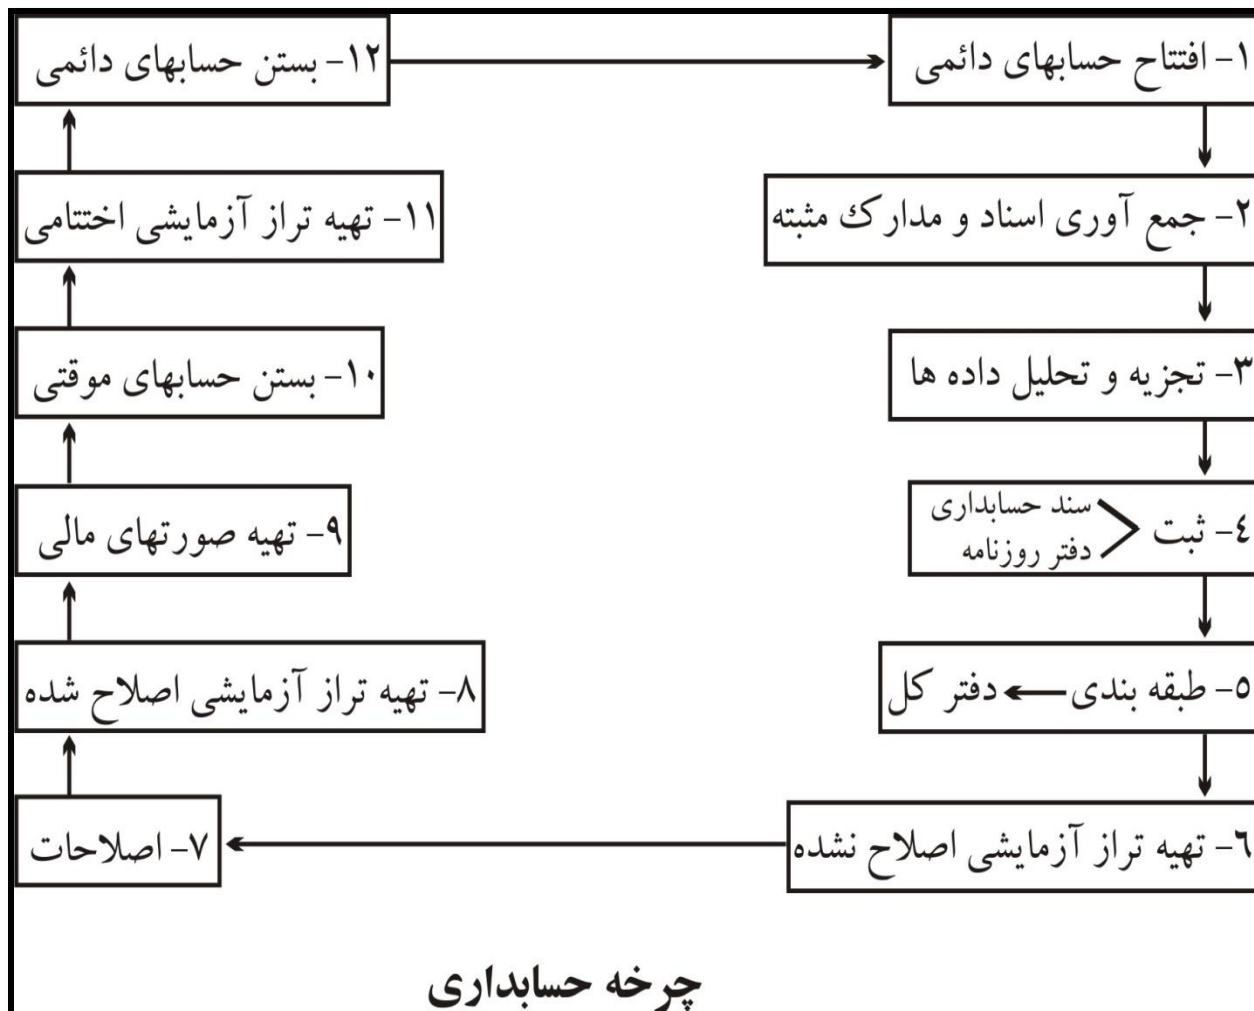 ۱- افتتاح حسابهای دائمی
۲- جمع آوری اسناد و مدارک مثبته
۳- تجزیه و تحلیل داده ها
٤- ثبت
سند حسابداری
دفتر روزنامه
٥- طبقه بندی
دفتر کل
٦- تهیه تراز آزمایشی اصلاح نشده
۷- اصلاحات
۸- تهیه تراز آزمایشی اصلاح شده
۹- تهیه صورتهای مالی
۱۰- بستن حسابهای موقتی
۱۱- تهیه تراز آزمایشی اختتامی
۱۲- بستن حسابهای دائمی
چرخه حسابداری